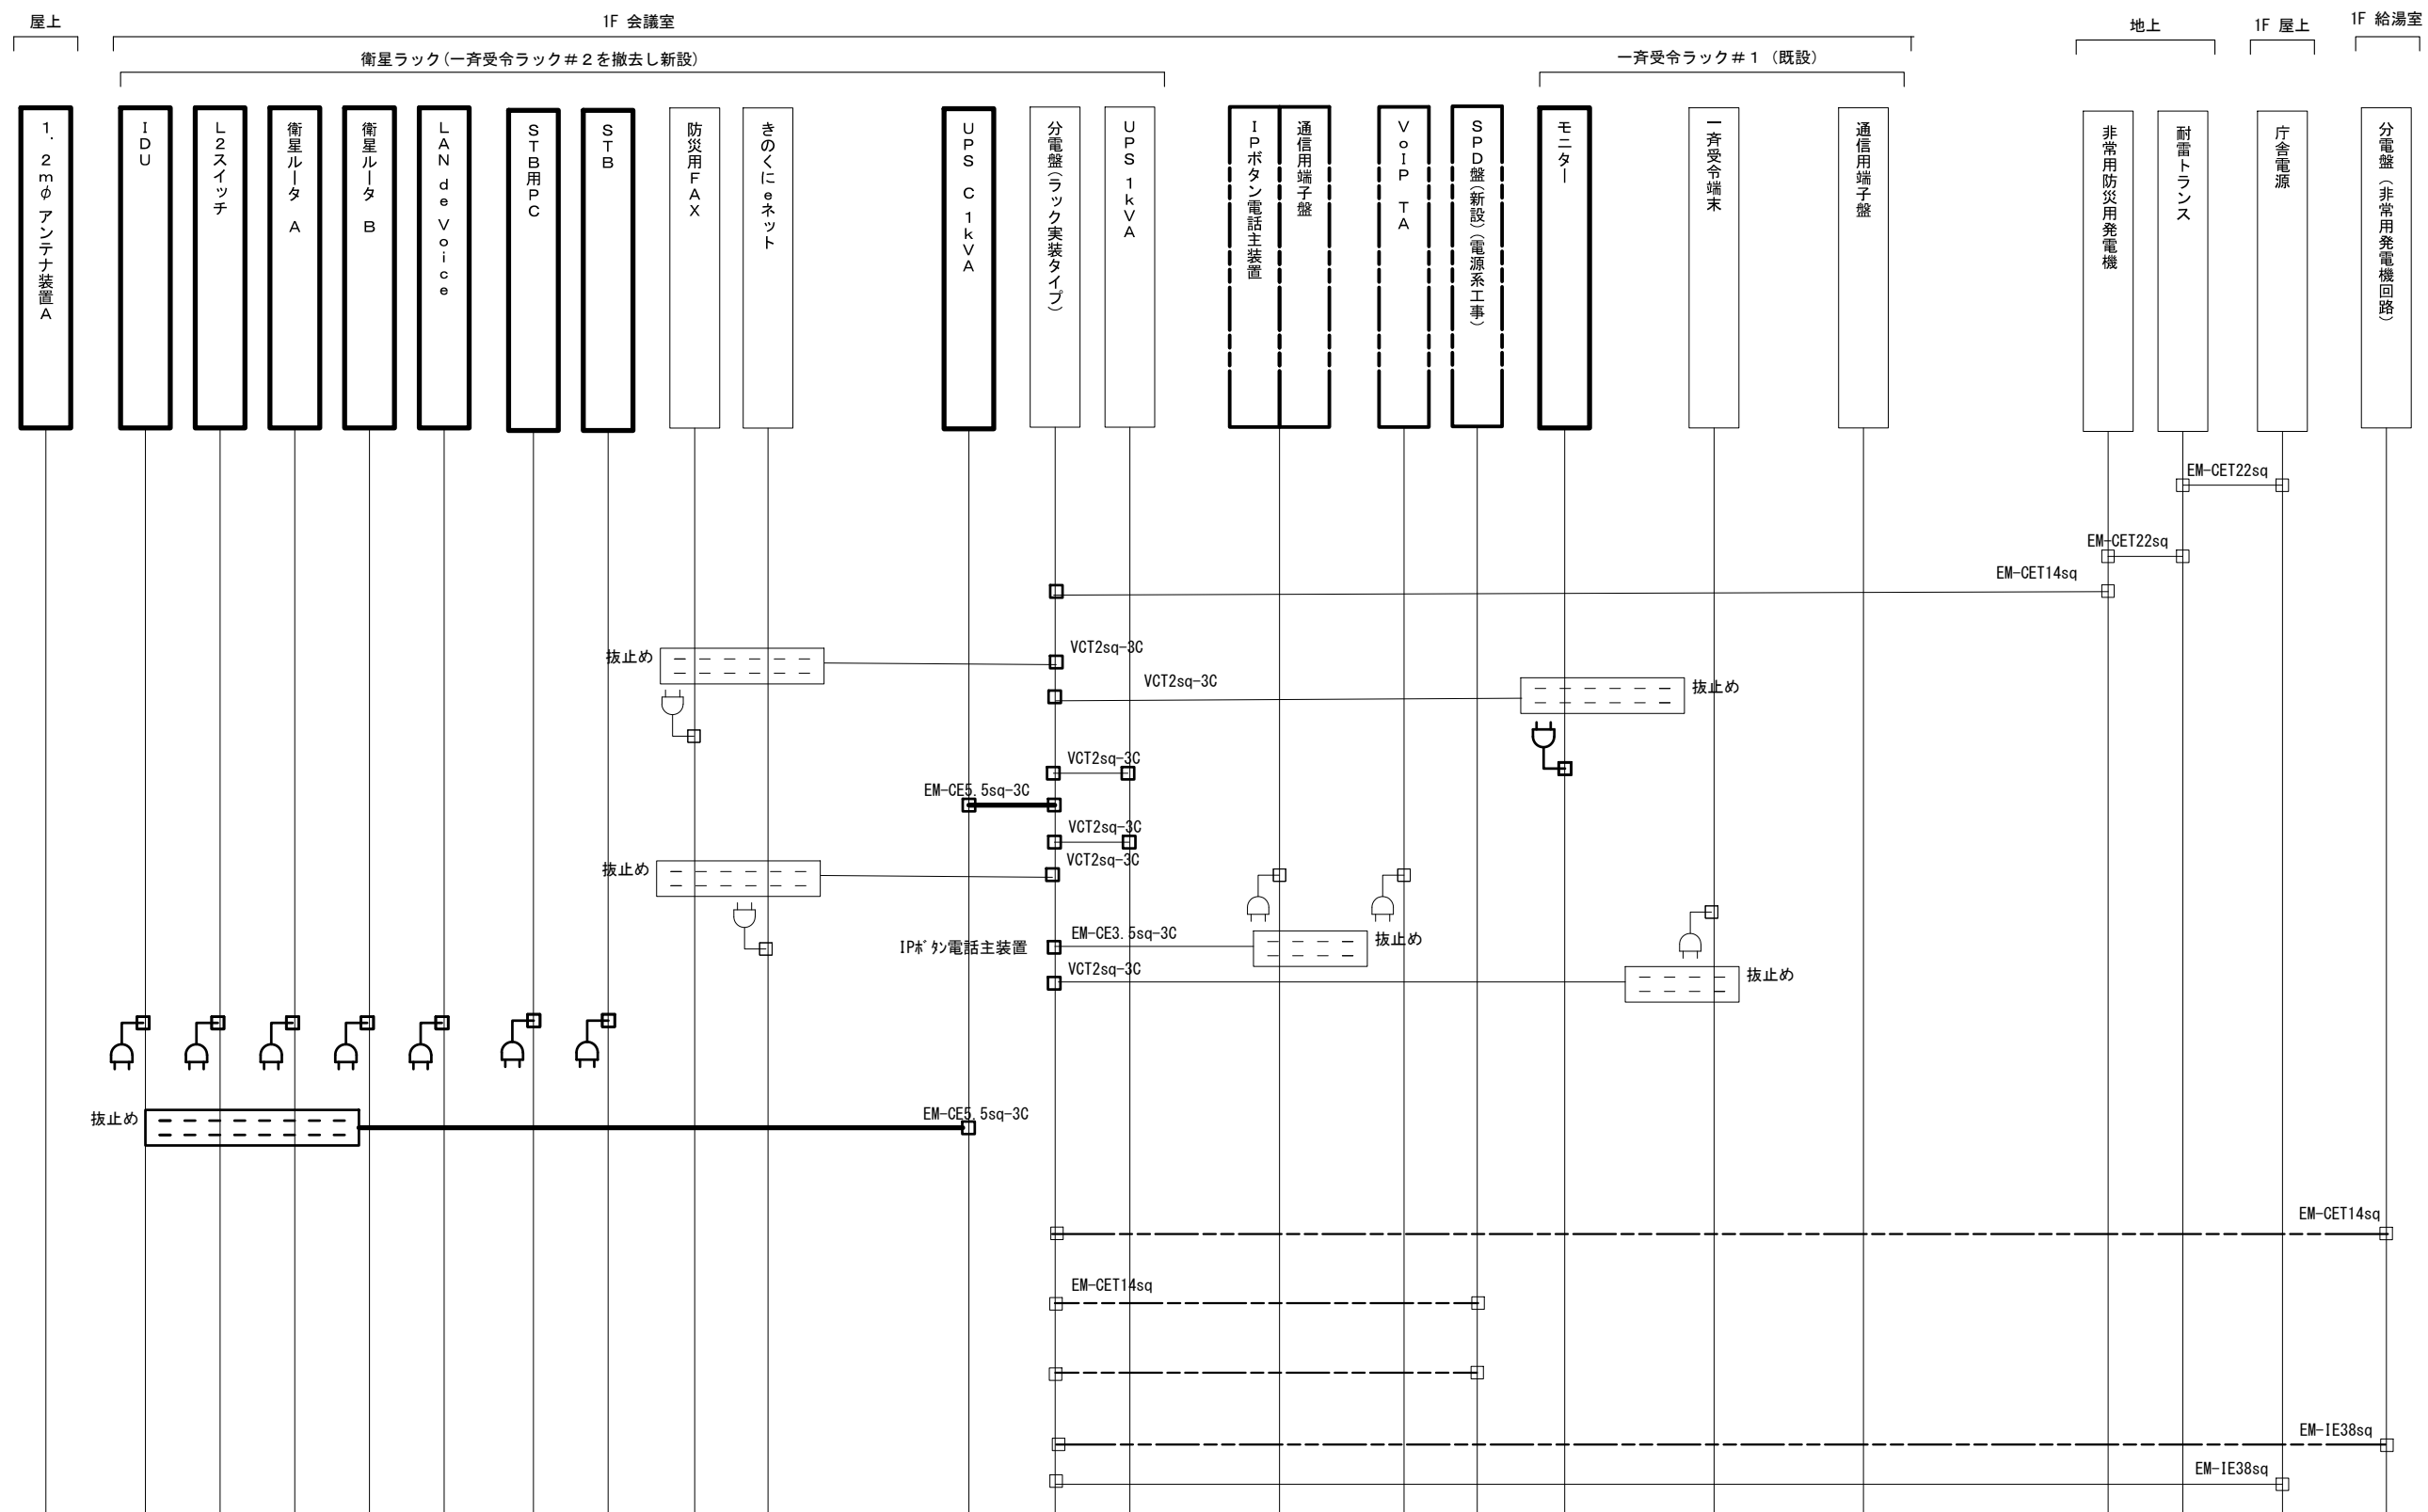 屋上
1F 会議室
地上
1F 屋上
1F 給湯室
衛星ラック(一斉受令ラック＃２を撤去し新設)
一斉受令ラック＃１（既設）
１．２ｍφ アンテナ装置Ａ
ＩＤＵ
Ｌ２スイッチ
衛星ルータ Ａ
衛星ルータ Ｂ
ＬＡＮ ｄｅ Ｖｏｉｃｅ
ＳＴＢ用ＰＣ
ＳＴＢ
防災用ＦＡＸ
きのくにｅネット
ＵＰＳ Ｃ １ｋＶＡ
分電盤(ラック実装タイプ)
ＵＰＳ １ｋＶＡ
ＩＰボタン電話主装置
通信用端子盤
ＶｏＩＰ ＴＡ
ＳＰＤ盤(新設)(電源系工事)
モニター
一斉受令端末
通信用端子盤
非常用防災用発電機
耐雷トランス
庁舎電源
分電盤（非常用発電機回路）
EM-CET22sq
EM-CET22sq
EM-CET14sq
VCT2sq-3C
抜止め
VCT2sq-3C
抜止め
VCT2sq-3C
EM-CE5.5sq-3C
VCT2sq-3C
VCT2sq-3C
抜止め
IPﾎﾞﾀﾝ電話主装置
EM-CE3.5sq-3C
抜止め
VCT2sq-3C
抜止め
抜止め
EM-CE5.5sq-3C
EM-CET14sq
EM-CET14sq
EM-IE38sq
EM-IE38sq